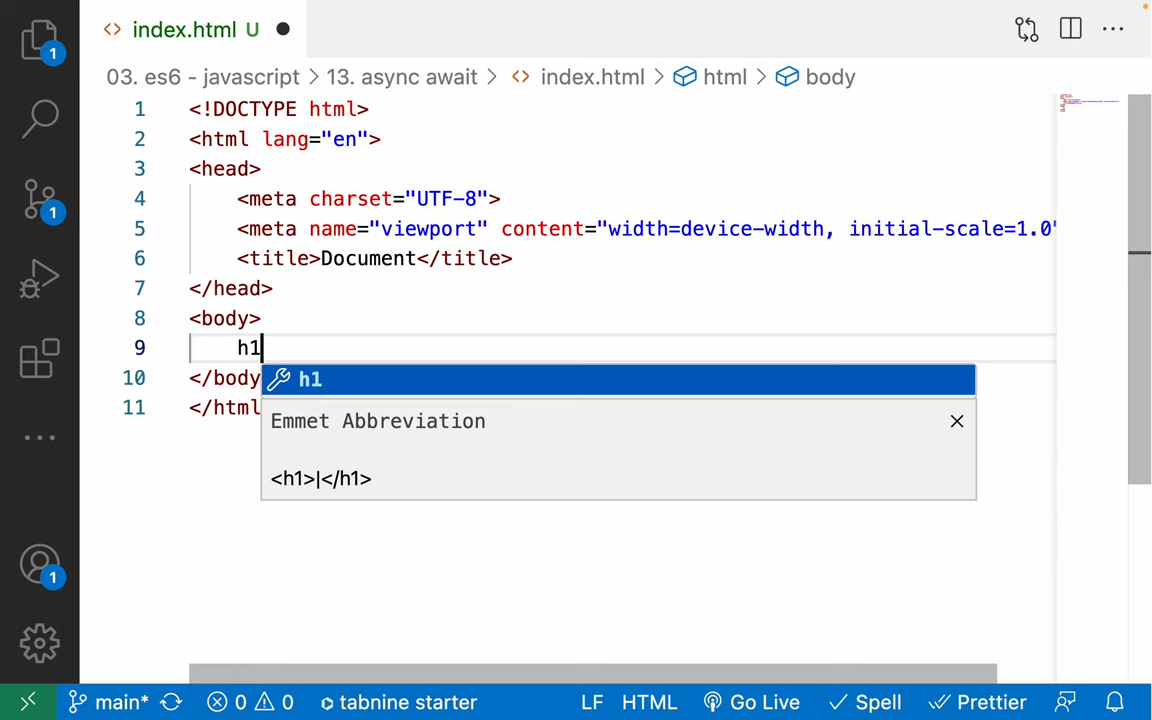 index.html U
03. es6 - javascript > 13. async await > <> index.html > html > body
1 <!DOCTYPE html>
2 <html lang="en">
3 <head>
4 <meta charset="UTF-8">
5 <meta name="viewport" content="width=device-width, initial-scale=1.0"
6 <title>Document</title>
7 </head>
8 <body>
9 h1
10 </body
11 </html
h1
Emmet Abbreviation
<h1>|</h1>
1
1
1
main* 0 0 tabnine starter LF HTML Go Live Spell Prettier